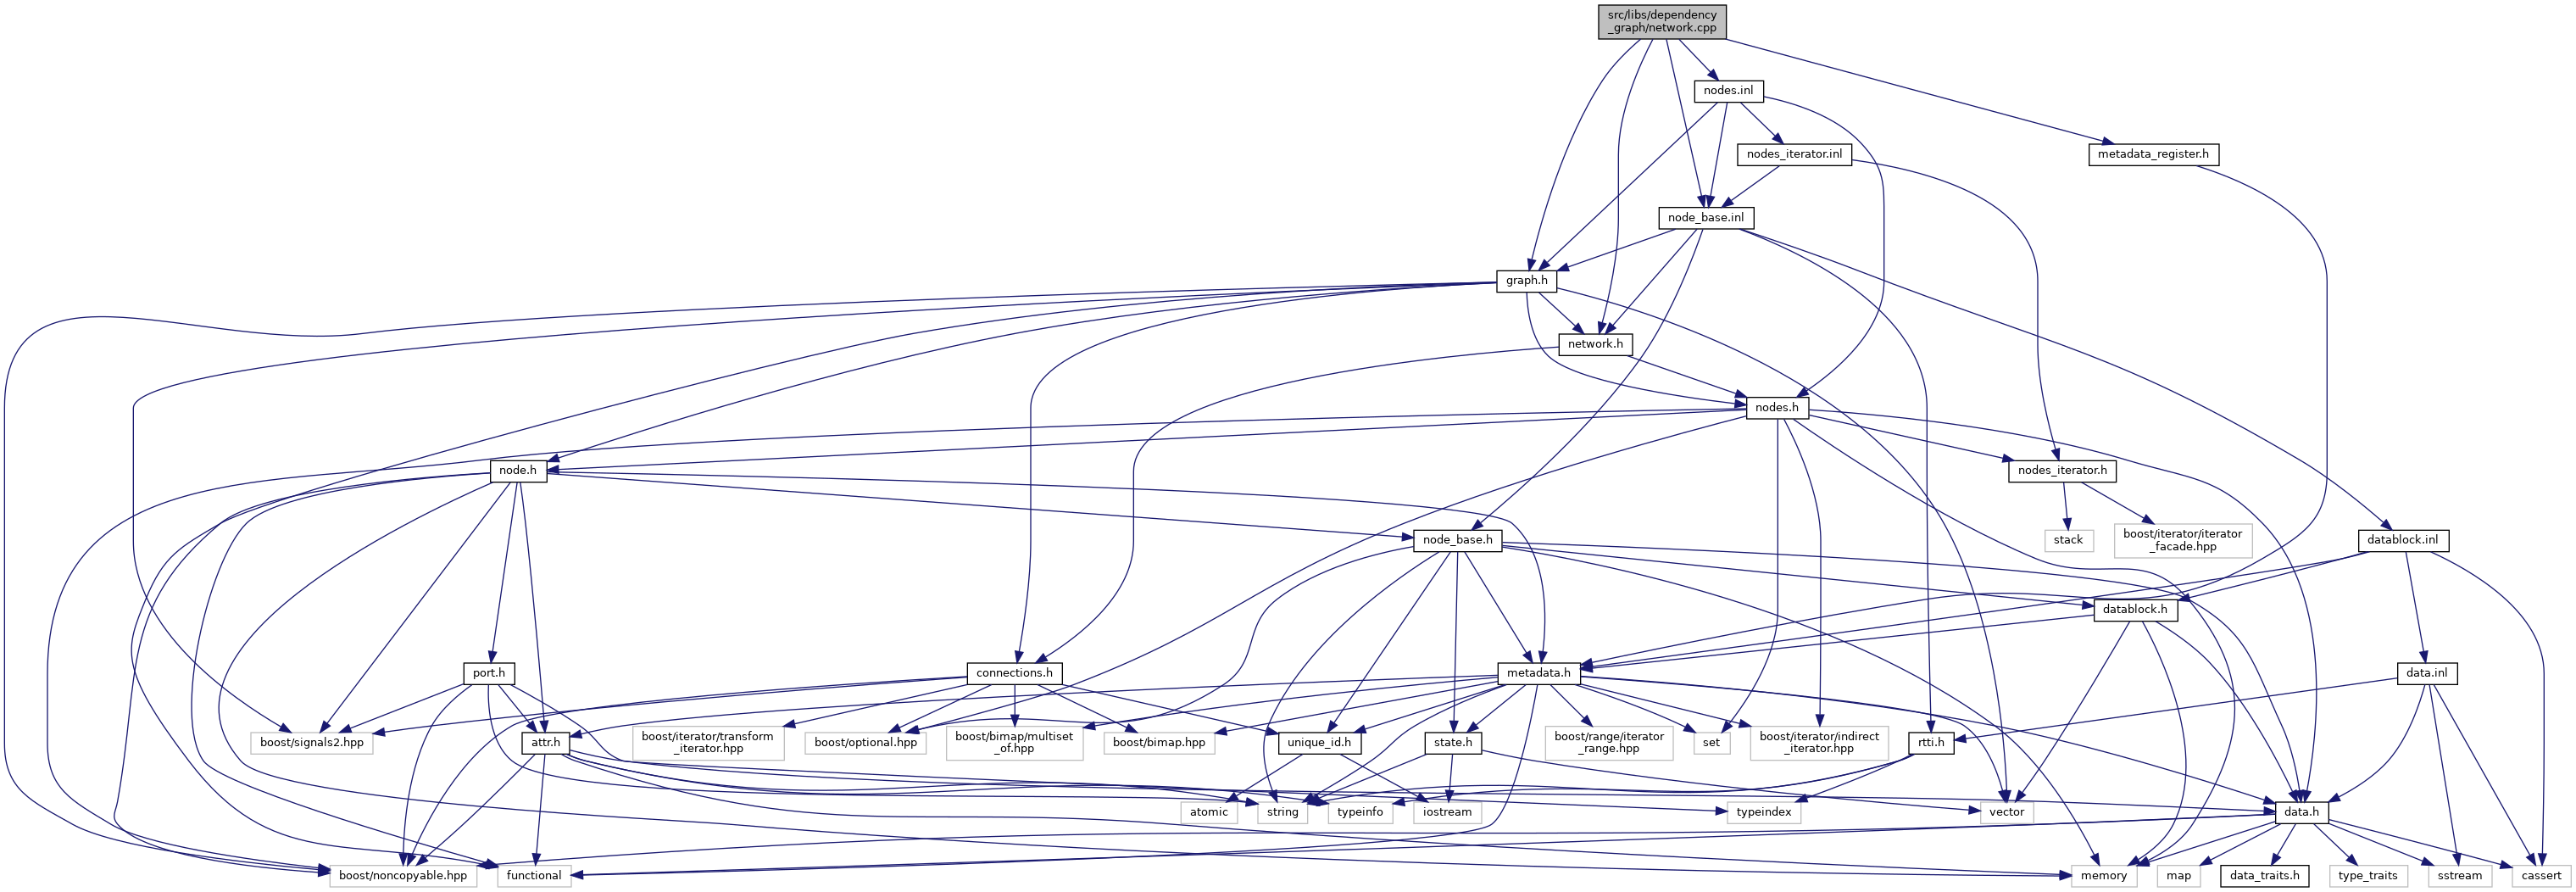 src/libs/dependency
_graph/network.cpp
nodes.inl
nodes_iterator.inl
metadata_register.h
node_base.inl
graph.h
network.h
nodes.h
node.h
nodes_iterator.h
node_base.h
stack
boost/iterator/iterator
_facade.hpp
datablock.inl
datablock.h
port.h
connections.h
metadata.h
data.inl
boost/signals2.hpp
attr.h
boost/iterator/transform
_iterator.hpp
boost/optional.hpp
boost/bimap/multiset
_of.hpp
boost/bimap.hpp
unique_id.h
state.h
boost/range/iterator
_range.hpp
set
boost/iterator/indirect
_iterator.hpp
rtti.h
atomic
string
typeinfo
iostream
typeindex
vector
data.h
boost/noncopyable.hpp
functional
memory
map
data_traits.h
type_traits
sstream
cassert